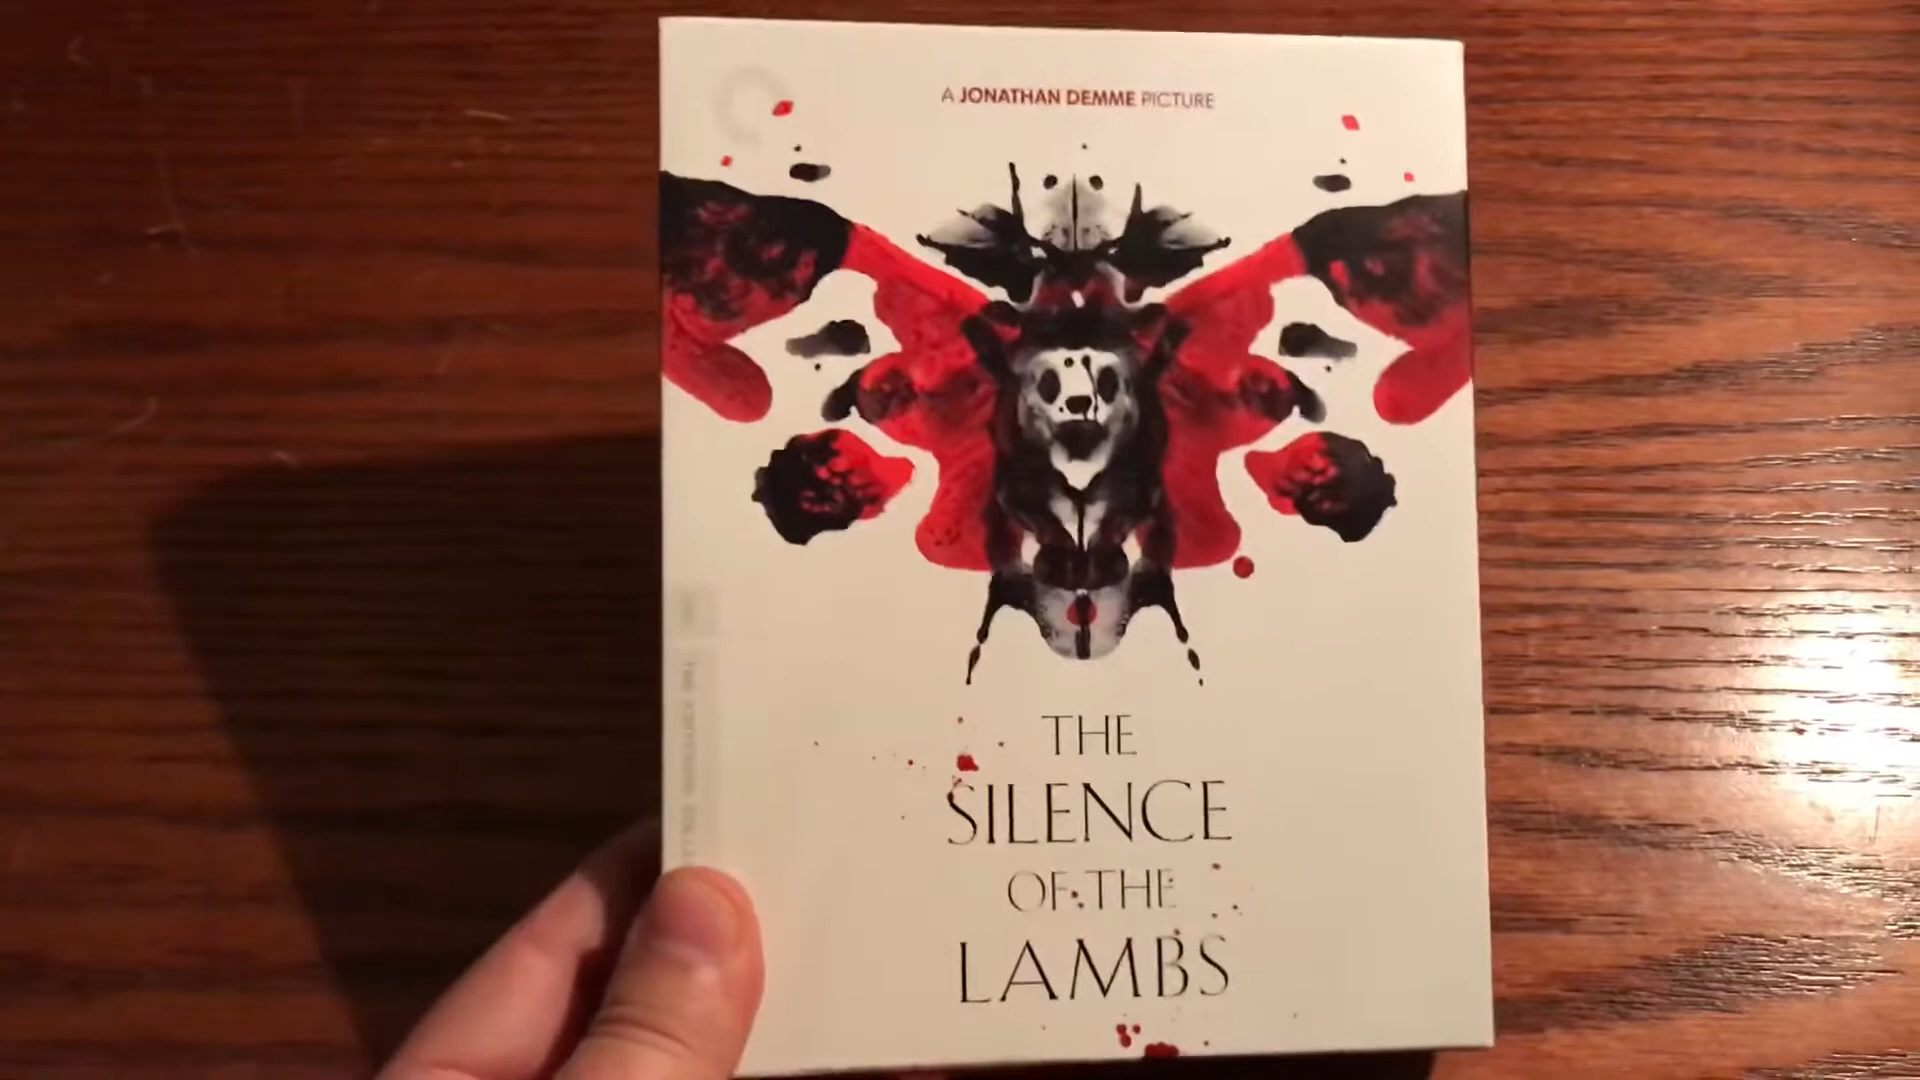 A JONATHAN DEMME PICTURE
THE
SILENCE
OF THE
LAMBS